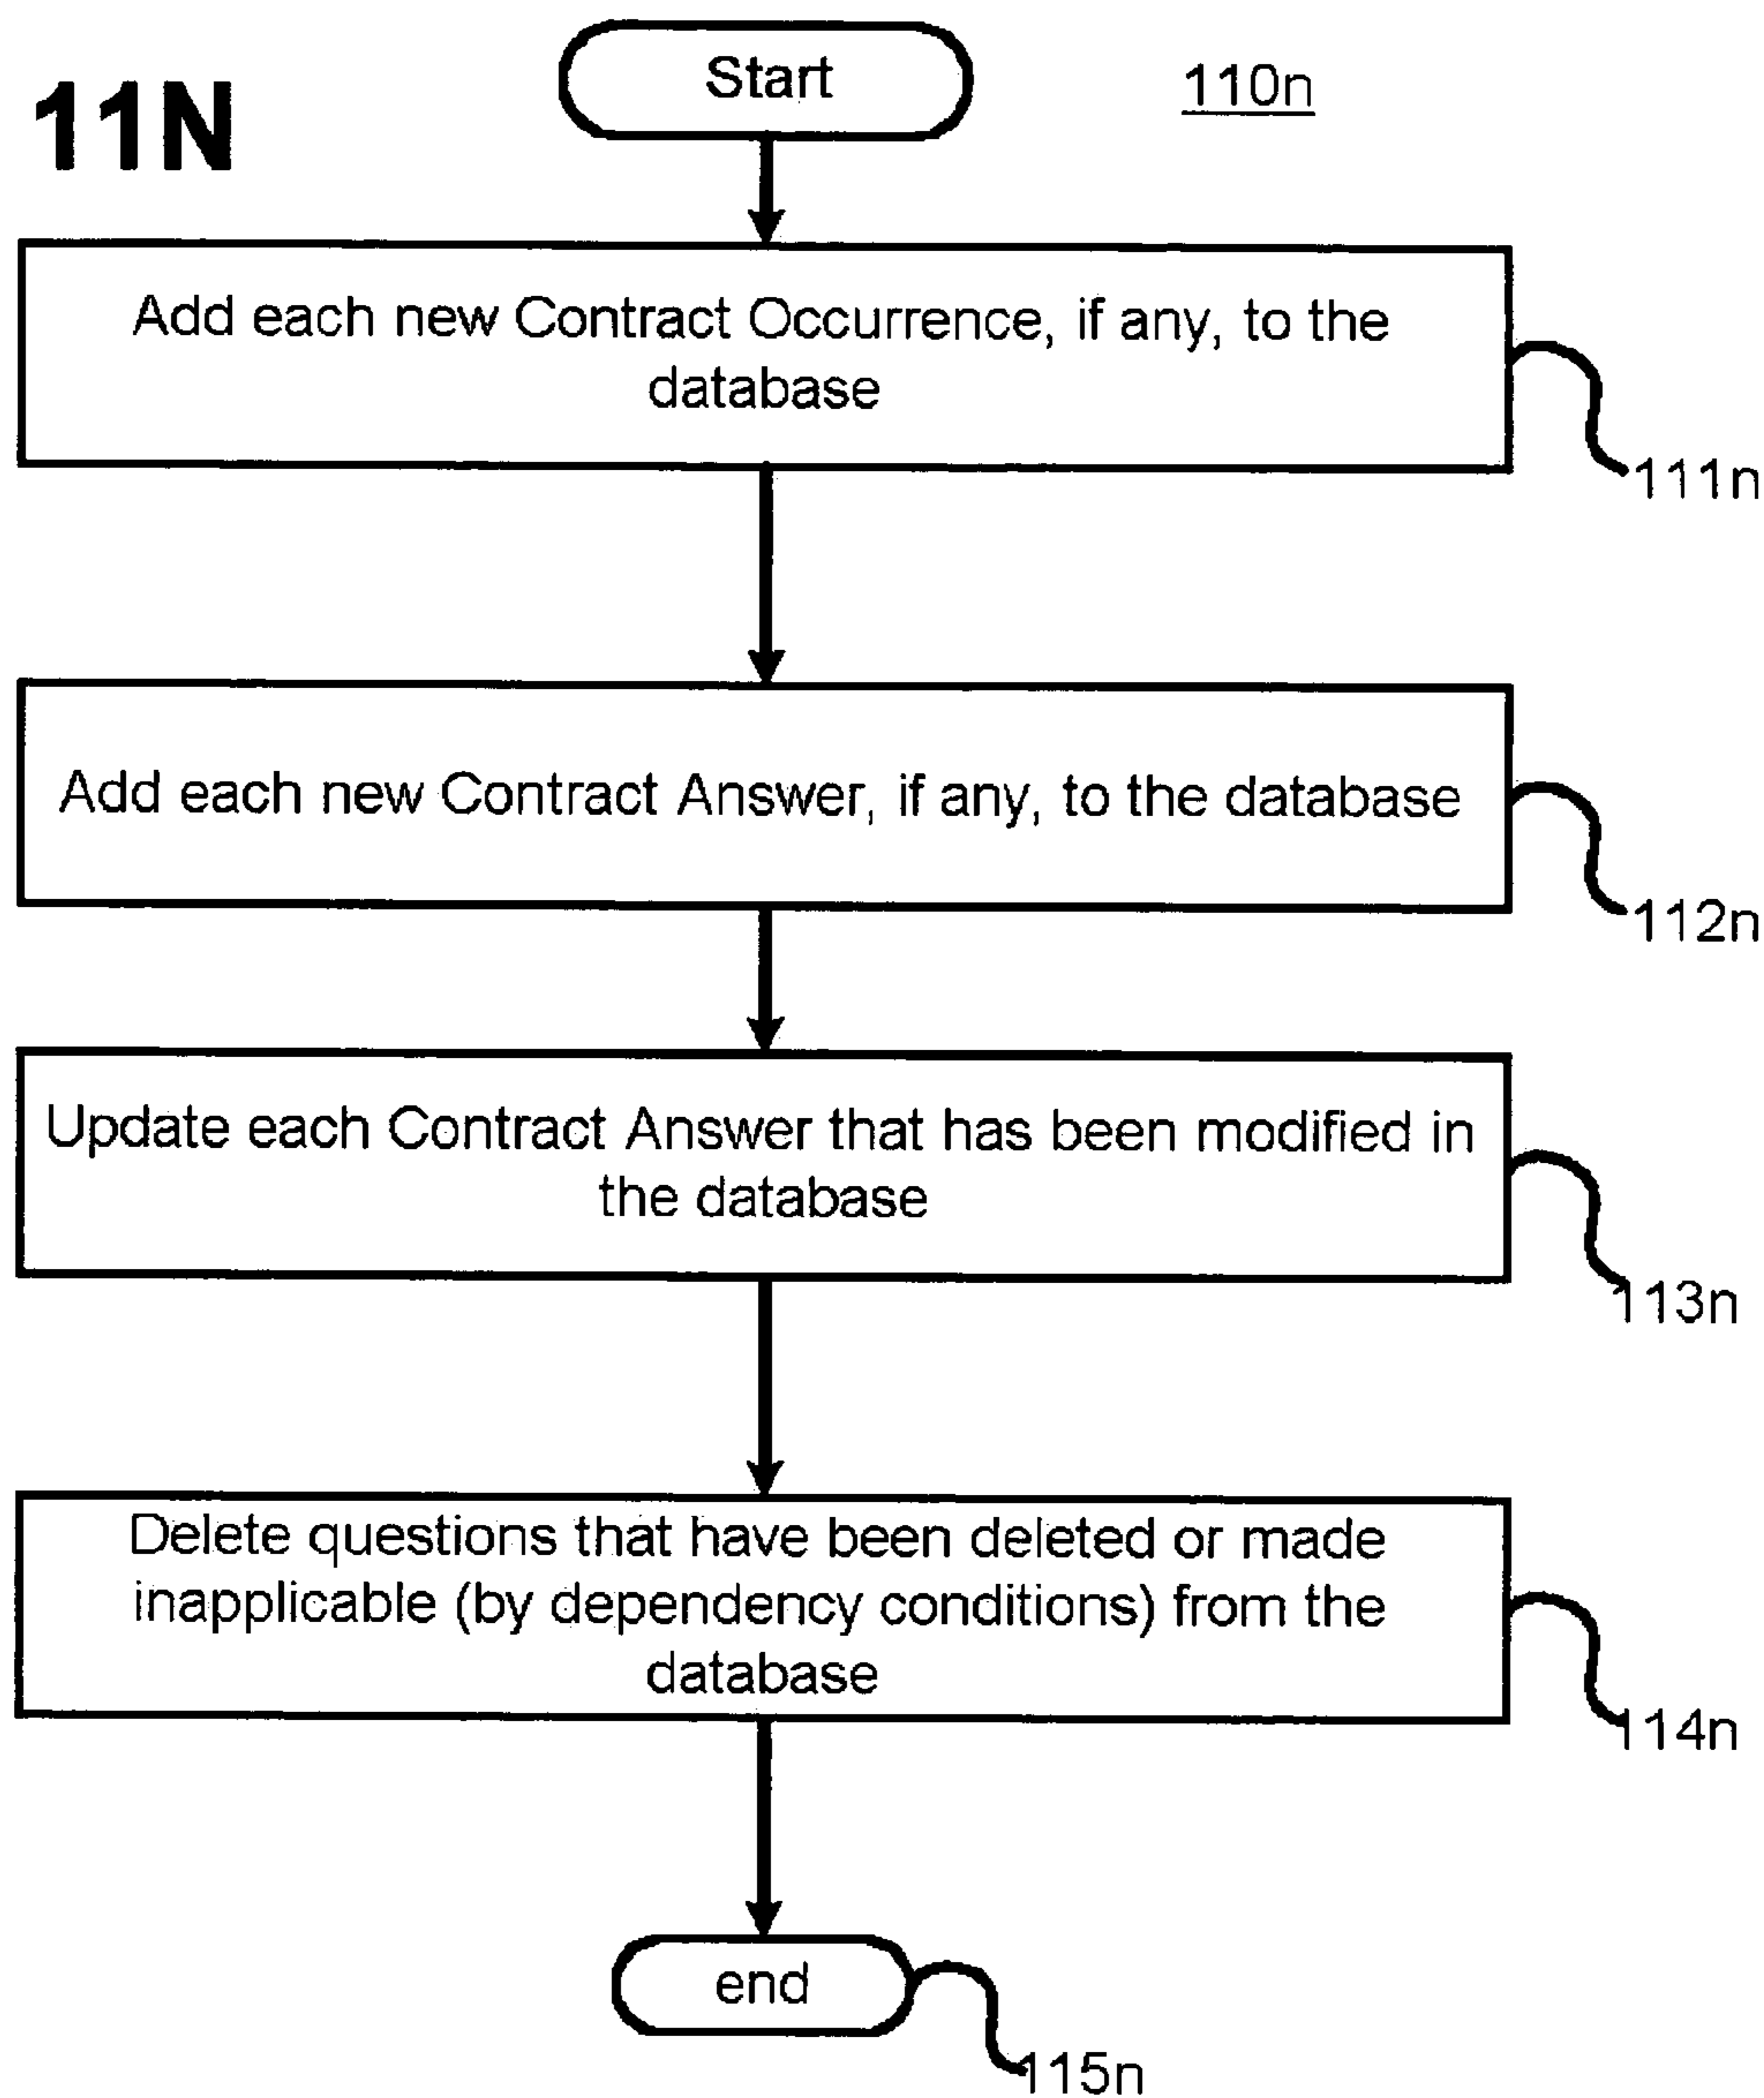 11N
Start
110n
Add each new Contract Occurrence, if any, to the
database
111n
Add each new Contract Answer, if any, to the database
112n
Update each Contract Answer that has been modified in
the database
113n
Delete questions that have been deleted or made
inapplicable (by dependency conditions) from the
database
114n
end
115n